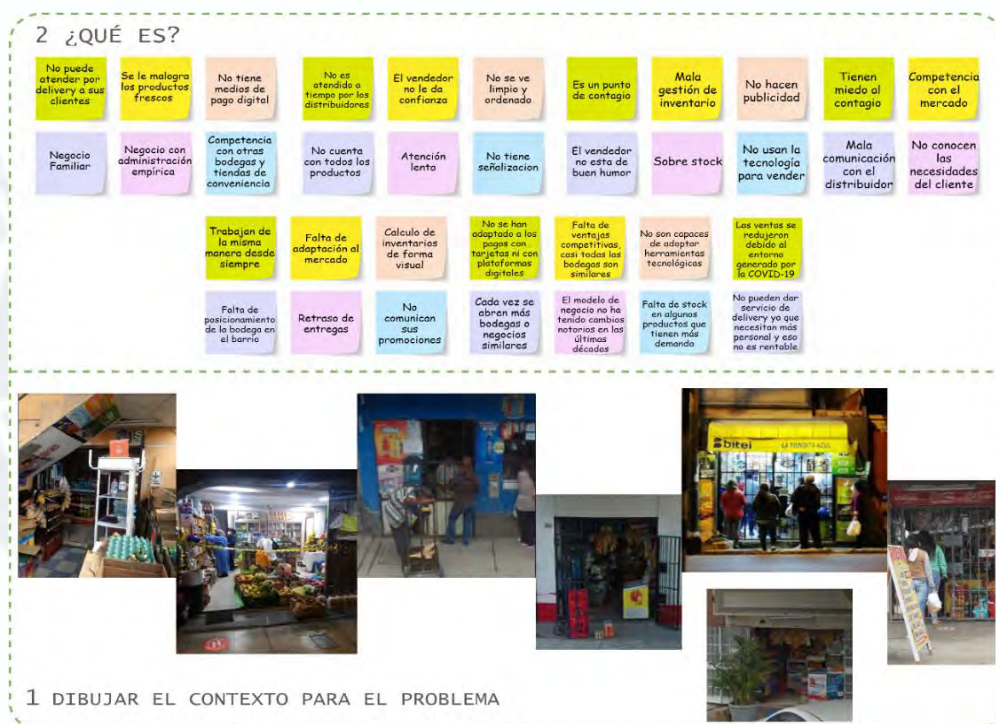 2 ¿QUÉ ES?
No puede
atender por
delivery a sus
clientes
Se le malogra
los productos
frescos
No tiene
medios de
pago digital
No es
atendido a
tiempo por los
distribuidores
El vendedor
no le da
confianza
No se ve
limpio y
ordenado
Es un punto
de contagio
Mala
gestión de
inventario
No hacen
publicidad
Tienen
miedo al
contagio
Competencia
con el
mercado
Negocio
Familiar
Negocio con
administración
empírica
Competencia
con otras
bodegas y
tiendas de
conveniencia
No cuenta
con todos los
productos
Atención
lenta
No tiene
señalizacion
El vendedor
no esta de
buen humor
Sobre stock
No usan la
tecnología
para vender
Mala
comunicación
con el
distribuidor
No conocen
las
necesidades
del cliente
Trabajan de
la misma
manera desde
siempre
Falta de
adaptación al
mercado
Calculo de
inventarios
de forma
visual
No se han
adaptado a los
pagos con
tarjetas ni con
plataformas
digitales
Falta de
ventajas
competitivas,
casi todas las
bodegas son
similares
No son capaces
de adoptar
herramientas
tecnológicas
Las ventas se
redujeron
debido al
entorno
generado por
la COVID-19
Falta de
posicionamiento
de la bodega en
el barrio
Retraso de
entregas
No
comunican
sus
promociones
Cada vez se
abren más
bodegas o
negocios
similares
El modelo de
negocio no ha
tenido cambios
notorios en las
últimas
décadas
Falta de stock
en algunos
productos que
tienen más
demanda
No pueden dar
servicio de
delivery ya que
necesitan más
personal y eso
no es rentable
bitel
LA TIENDITA AZUL
1 DIBUJAR EL CONTEXTO PARA EL PROBLEMA